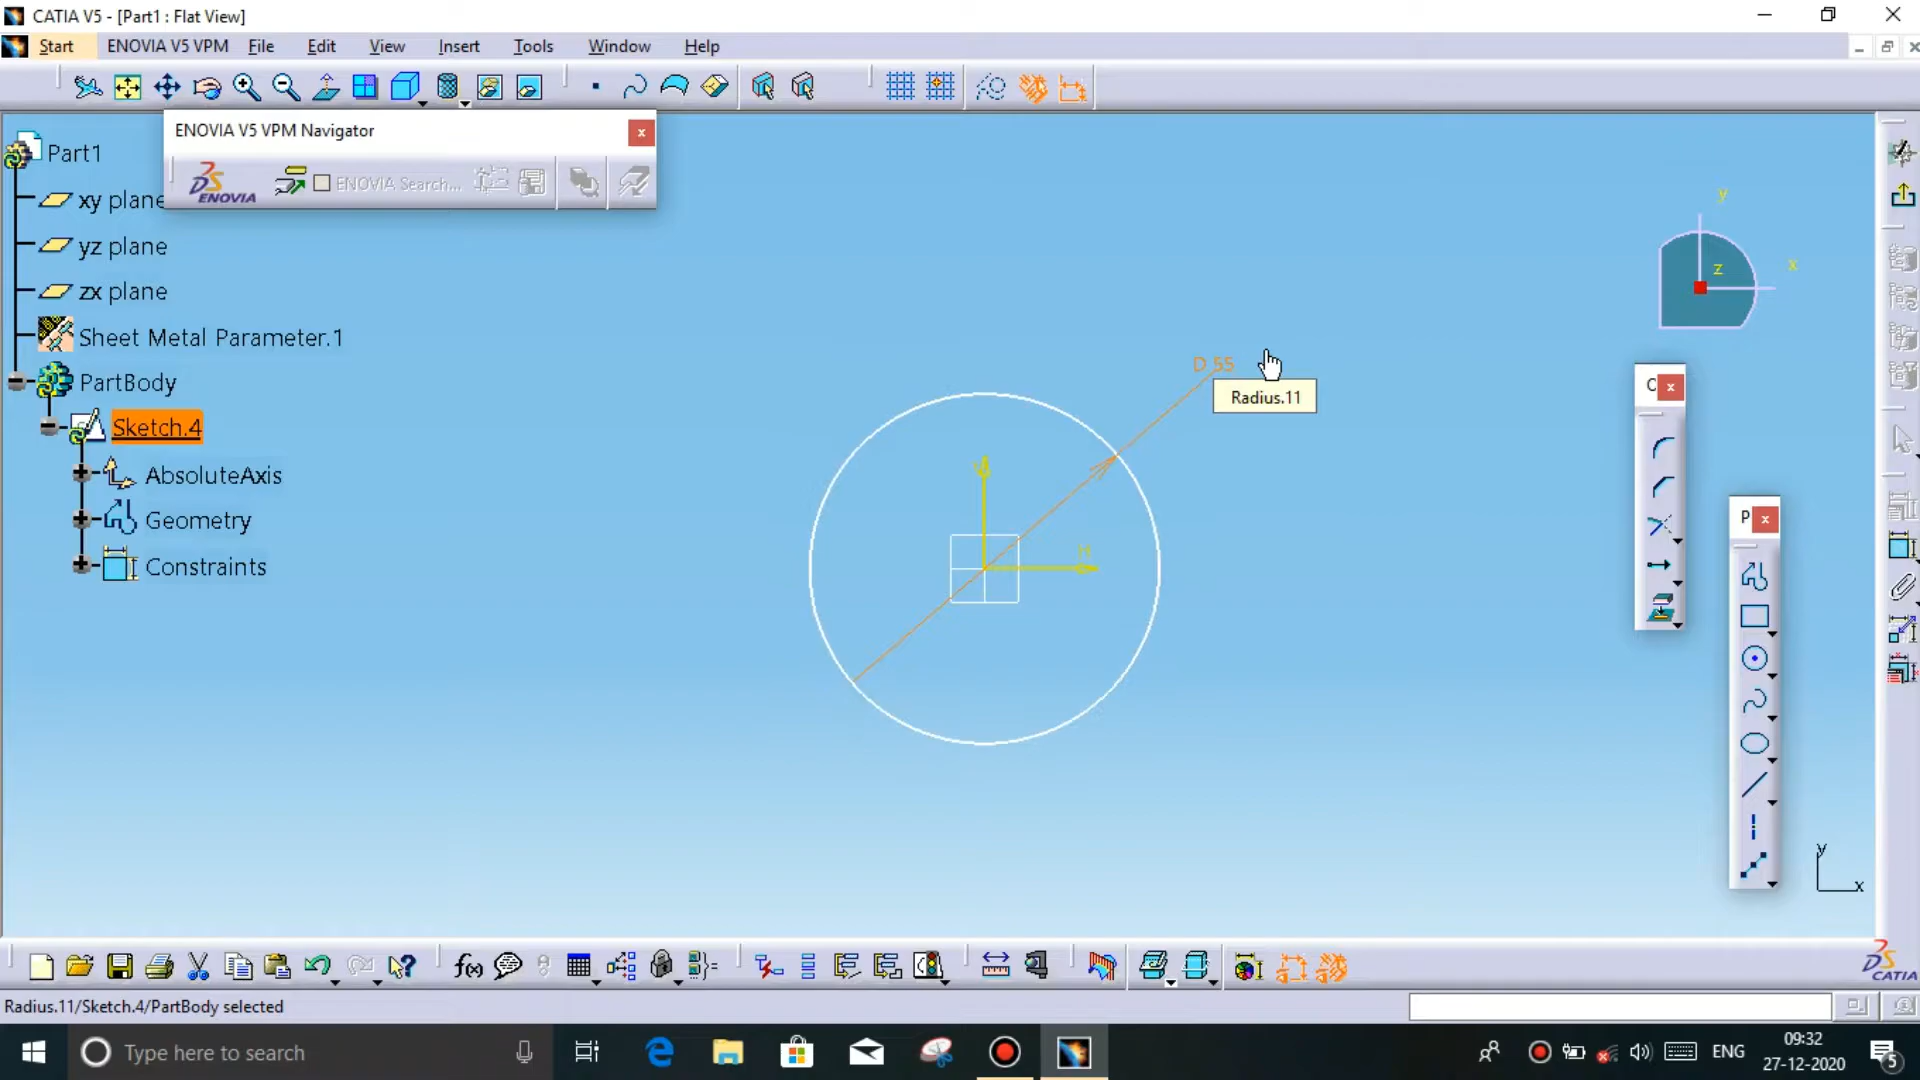 CATIA V5 - [Part1 : Flat View]
Start ENOVIA V5 VPM File Edit View Insert Tools Window Help
ENOVIA V5 VPM Navigator
x
ENOVIA
ENOVIA Search...
Part1
xy plane
yz plane
zx plane
Sheet Metal Parameter.1
PartBody
Sketch.4
AbsoluteAxis
Geometry
Constraints
D 55
Radius.11
H
y
z
x
C x
P x
y
x
f(x)
CATIA
Radius.11/Sketch.4/PartBody selected
Type here to search
ENG
09:32
27-12-2020
5